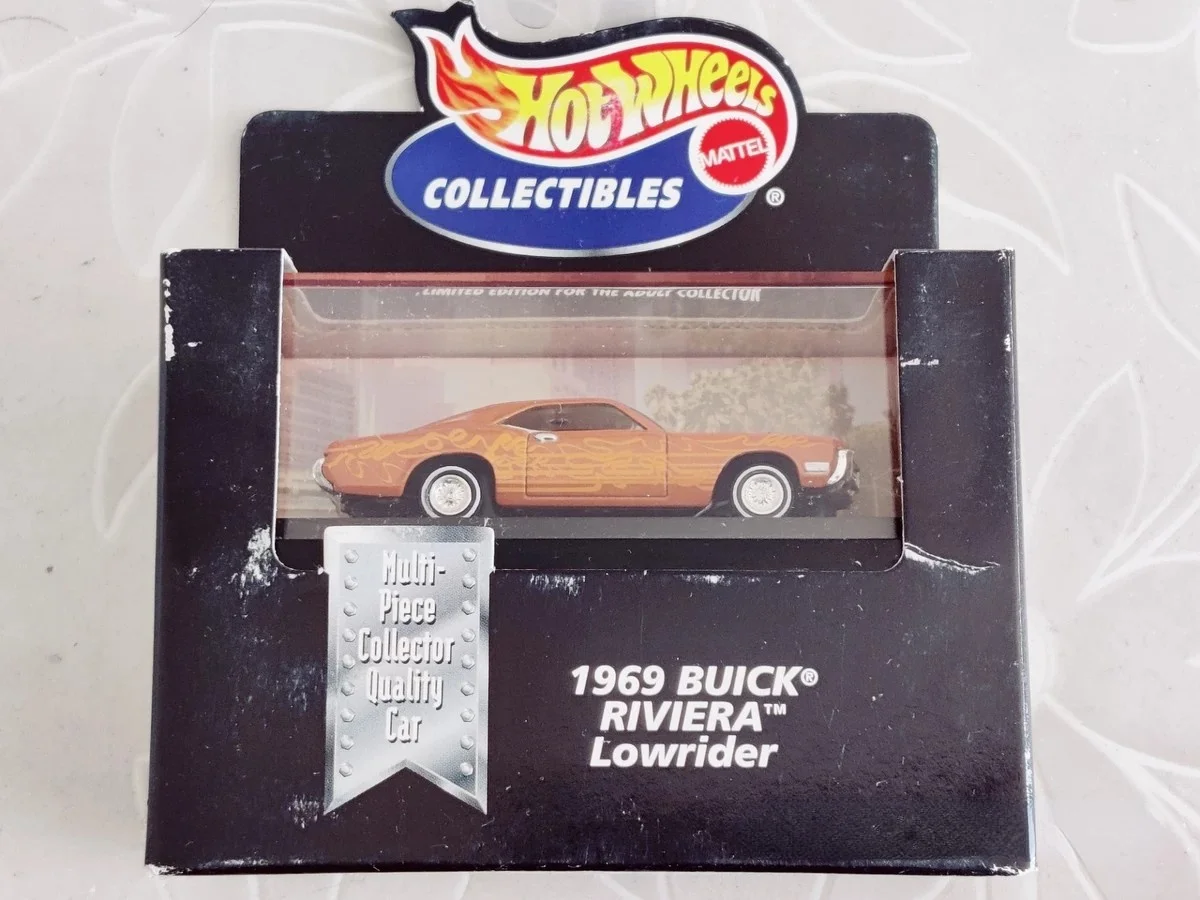 Hot Wheels
MATTEL
COLLECTIBLES ®
LIMITED EDITION FOR THE ADULT COLLECTOR
Multi-
Piece
Collector
Quality
Car
1969 BUICK®
RIVIERA™
Lowrider